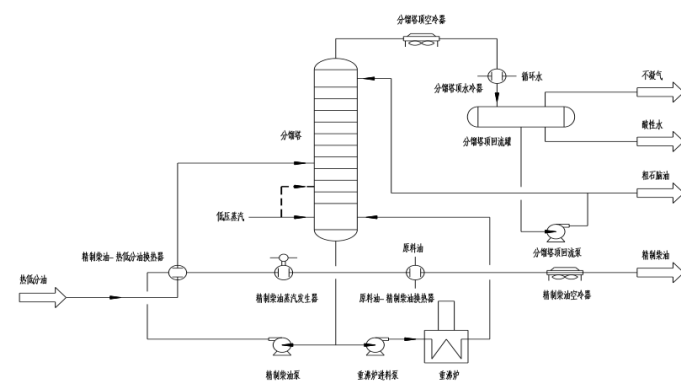 分馏塔顶空冷器
循环水
不凝气
分馏塔顶水冷器
酸性水
分馏塔
分馏塔顶回流罐
粗石脑油
低压蒸汽
原料油
分馏塔顶回流泵
精制柴油-热低分油换热器
精制柴油
热低分油
精制柴油蒸汽发生器
原料油-精制柴油换热器
精制柴油空冷器
精制柴油泵
重沸炉进料泵
重沸炉